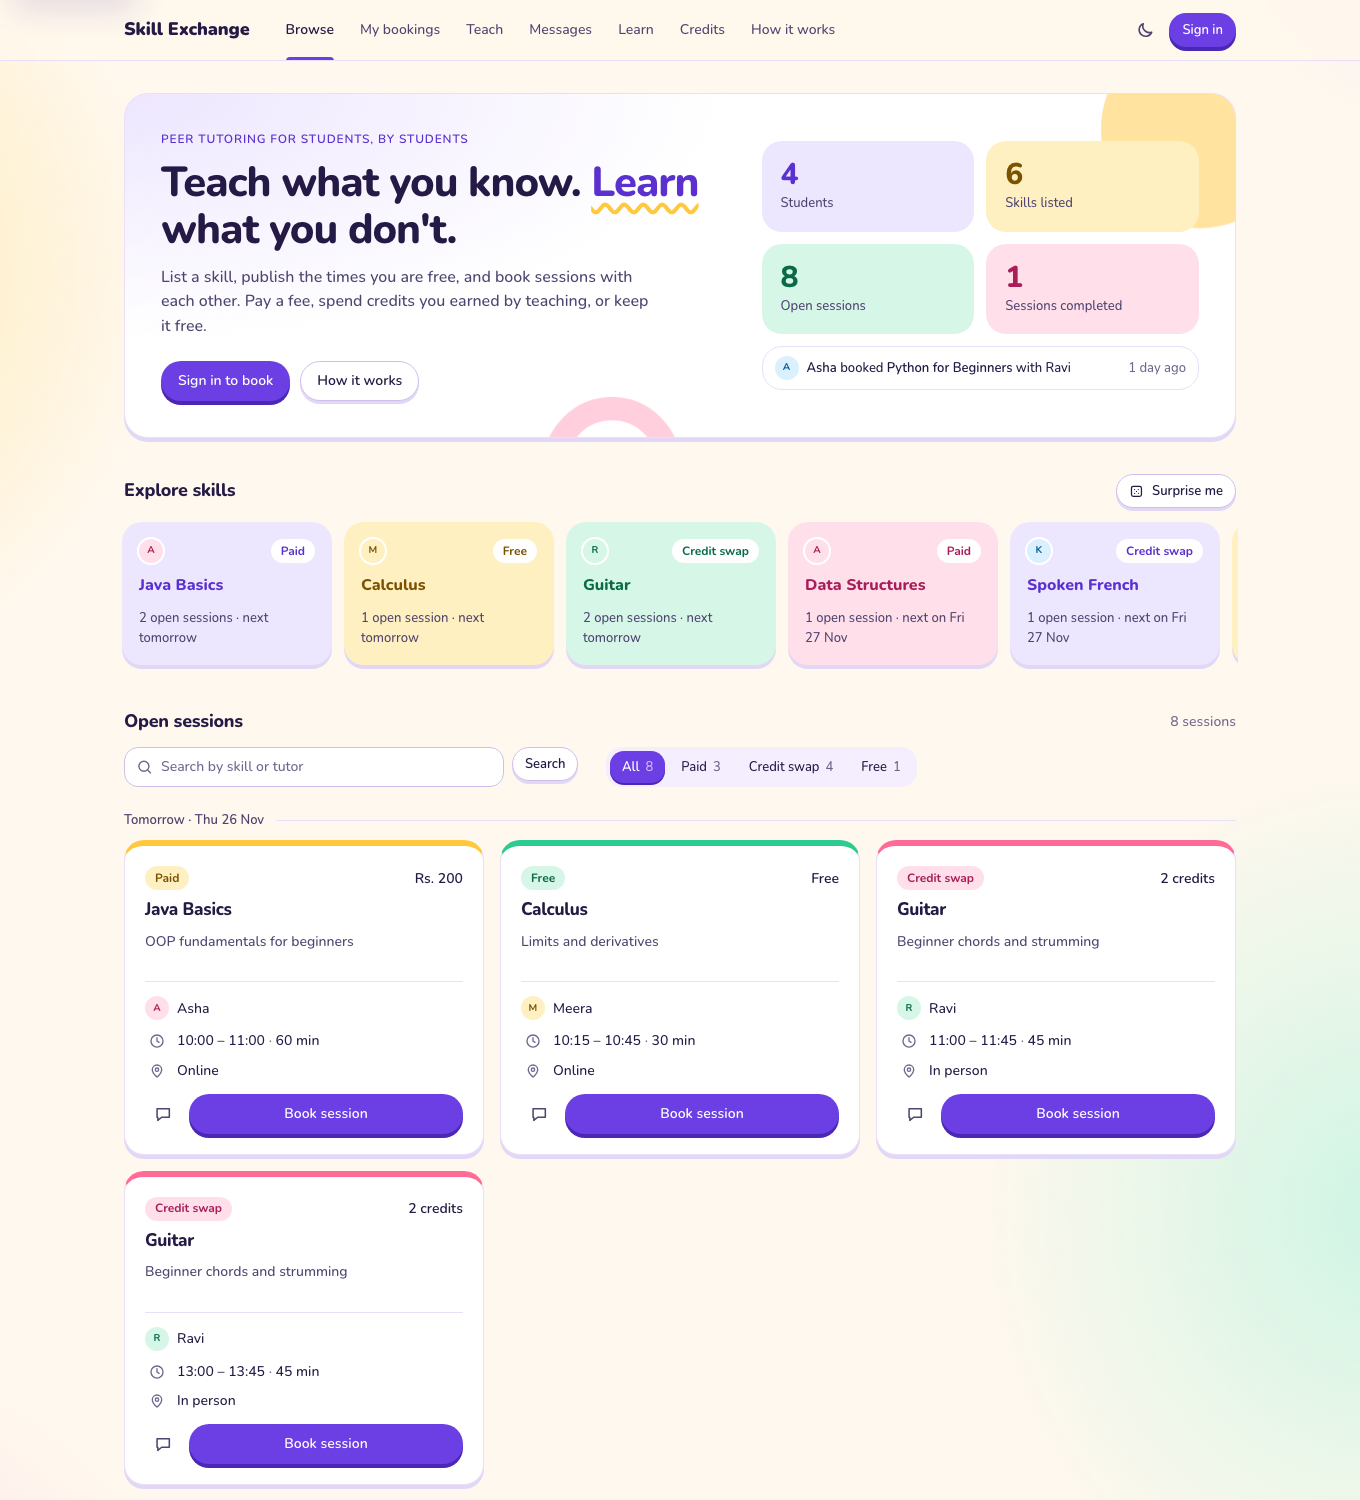 Skill Exchange
Browse
My bookings
Teach
Messages
Learn
Credits
How it works
Sign in
PEER TUTORING FOR STUDENTS, BY STUDENTS
Teach what you know. Learn
what you don't.
List a skill, publish the times you are free, and book sessions with
each other. Pay a fee, spend credits you earned by teaching, or keep
it free.
Sign in to book
How it works
4
Students
6
Skills listed
8
Open sessions
1
Sessions completed
A
Asha booked Python for Beginners with Ravi
1 day ago
Explore skills
Surprise me
A
Paid
Java Basics
2 open sessions · next
tomorrow
M
Free
Calculus
1 open session · next
tomorrow
R
Credit swap
Guitar
2 open sessions · next
tomorrow
A
Paid
Data Structures
1 open session · next on Fri
27 Nov
K
Credit swap
Spoken French
1 open session · next on Fri
27 Nov
Open sessions
8 sessions
Search by skill or tutor
Search
All 8
Paid 3
Credit swap 4
Free 1
Tomorrow · Thu 26 Nov
Paid
Rs. 200
Java Basics
OOP fundamentals for beginners
A
Asha
10:00 – 11:00 · 60 min
Online
Book session
Free
Free
Calculus
Limits and derivatives
M
Meera
10:15 – 10:45 · 30 min
Online
Book session
Credit swap
2 credits
Guitar
Beginner chords and strumming
R
Ravi
11:00 – 11:45 · 45 min
In person
Book session
Credit swap
2 credits
Guitar
Beginner chords and strumming
R
Ravi
13:00 – 13:45 · 45 min
In person
Book session